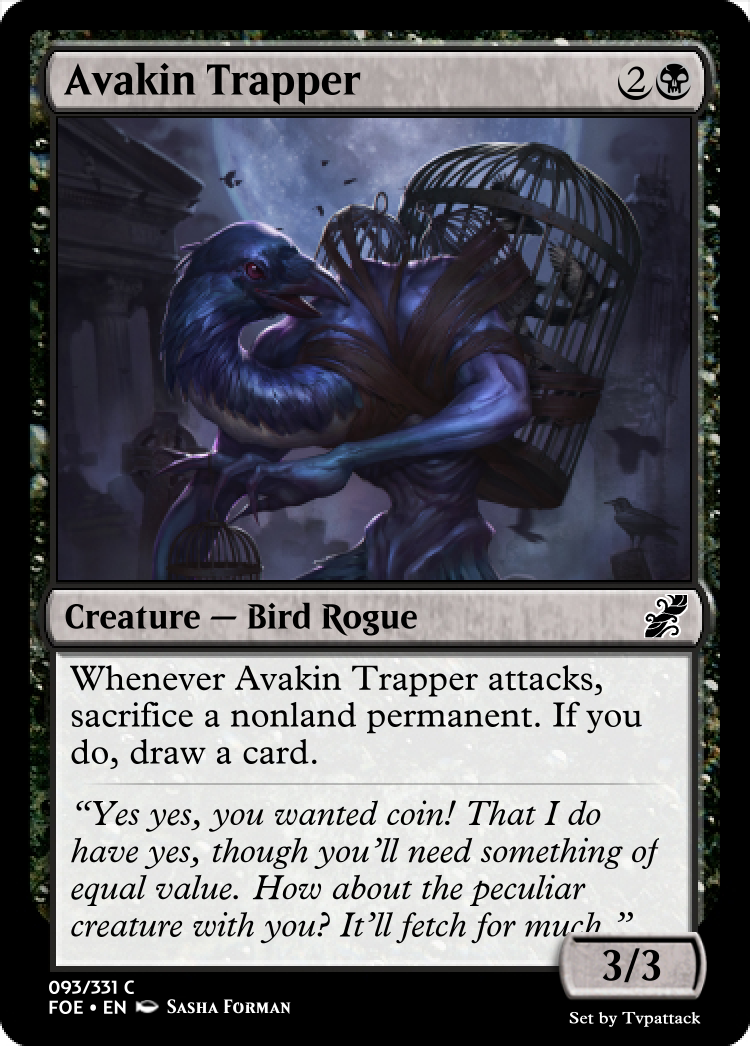 Avakin Trapper 2
Creature — Bird Rogue
Whenever Avakin Trapper attacks,
sacrifice a nonland permanent. If you
do, draw a card.
“Yes yes, you wanted coin! That I do
have yes, though you’ll need something of
equal value. How about the peculiar
creature with you? It’ll fetch for much.”
3/3
093/331 C
FOE • EN Sasha Forman
Set by Tvpattack